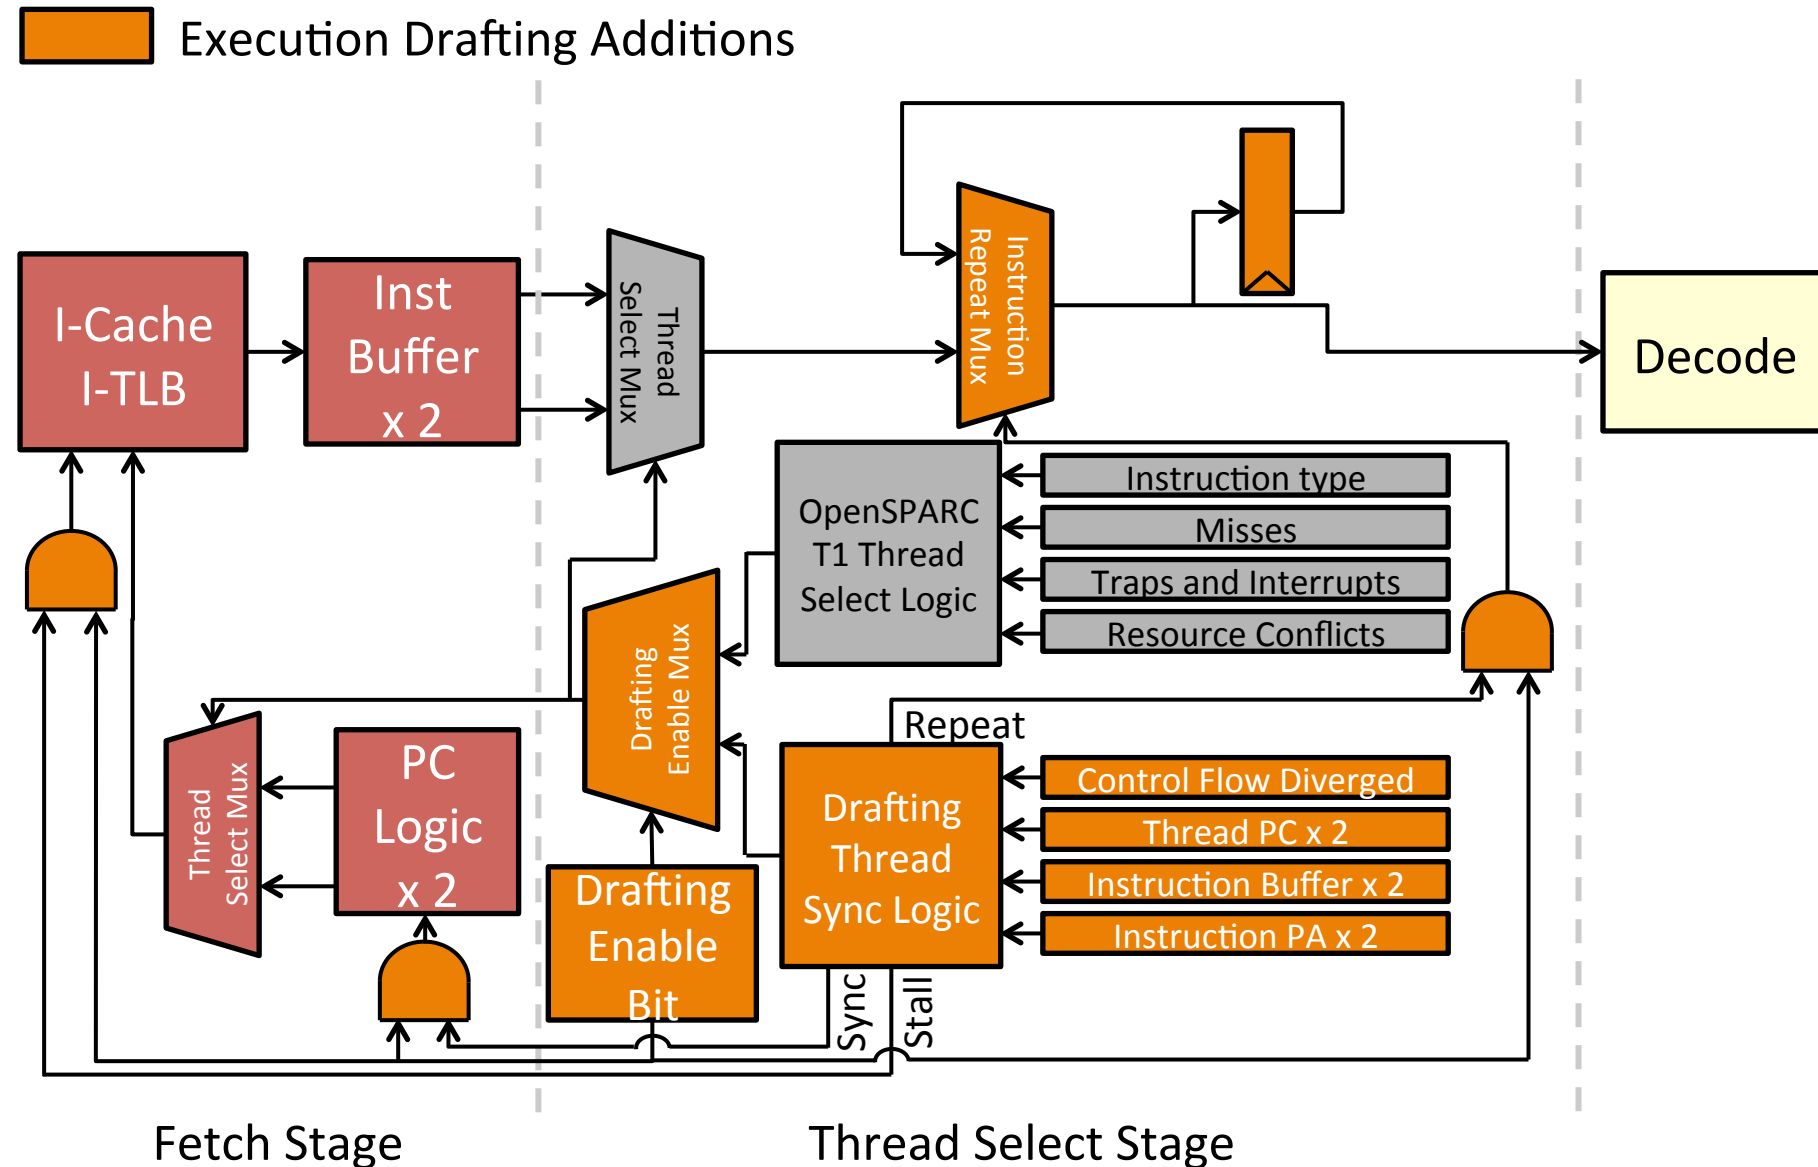 Execution Drafting Additions
I-Cache
I-TLB
Inst
Buffer
x 2
Thread
Select Mux
Instruction
Repeat Mux
Decode
OpenSPARC
T1 Thread
Select Logic
Instruction type
Misses
Traps and Interrupts
Resource Conflicts
Drafting
Enable Mux
Thread
Select Mux
PC
Logic
x 2
Drafting
Enable
Bit
Repeat
Drafting
Thread
Sync Logic
Control Flow Diverged
Thread PC x 2
Instruction Buffer x 2
Instruction PA x 2
Sync
Stall
Fetch Stage
Thread Select Stage